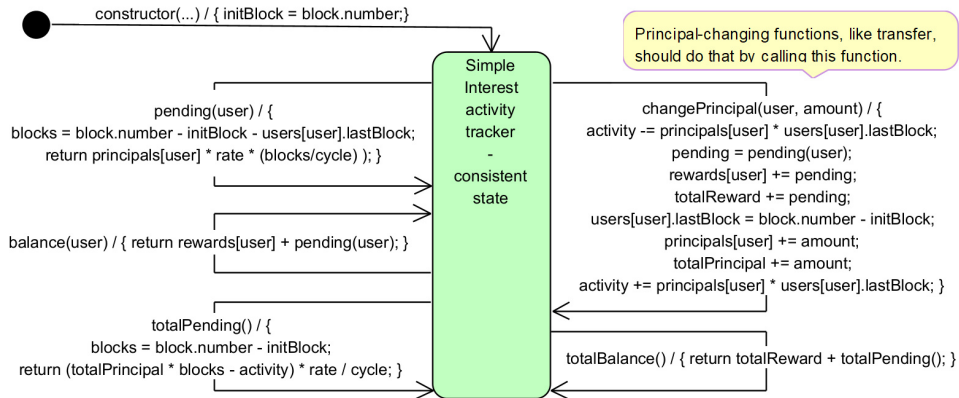 constructor(...) / { initBlock = block.number;}
Principal-changing functions, like transfer,
should do that by calling this function.
Simple
Interest
activity
tracker
-
consistent
state
pending(user) / {
blocks = block.number - initBlock - users[user].lastBlock;
return principals[user] * rate * (blocks/cycle) ); }
balance(user) / { return rewards[user] + pending(user); }
totalPending() / {
blocks = block.number - initBlock;
return (totalPrincipal * blocks - activity) * rate / cycle; }
changePrincipal(user, amount) / {
activity -= principals[user] * users[user].lastBlock;
pending = pending(user);
rewards[user] += pending;
totalReward += pending;
users[user].lastBlock = block.number - initBlock;
principals[user] += amount;
totalPrincipal += amount;
activity += principals[user] * users[user].lastBlock; }
totalBalance() / { return totalReward + totalPending(); }